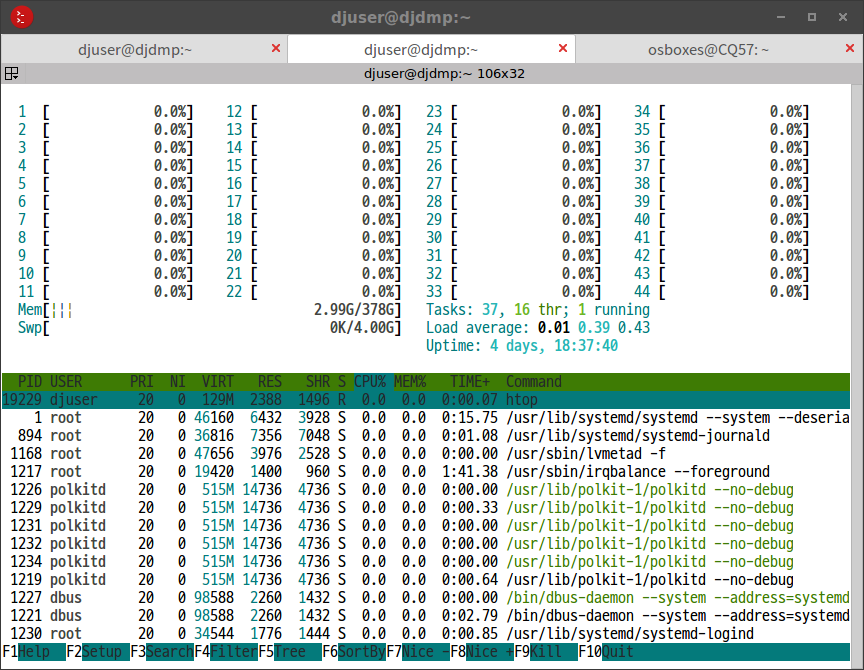 djuser@djdmp:~
djuser@djdmp:~ djuser@djdmp:~ osboxes@CQ57: ~
djuser@djdmp:~ 106x32
1 [ 0.0%] 12 [ 0.0%] 23 [ 0.0%] 34 [ 0.0%]
2 [ 0.0%] 13 [ 0.0%] 24 [ 0.0%] 35 [ 0.0%]
3 [ 0.0%] 14 [ 0.0%] 25 [ 0.0%] 36 [ 0.0%]
4 [ 0.0%] 15 [ 0.0%] 26 [ 0.0%] 37 [ 0.0%]
5 [ 0.0%] 16 [ 0.0%] 27 [ 0.0%] 38 [ 0.0%]
6 [ 0.0%] 17 [ 0.0%] 28 [ 0.0%] 39 [ 0.0%]
7 [ 0.0%] 18 [ 0.0%] 29 [ 0.0%] 40 [ 0.0%]
8 [ 0.0%] 19 [ 0.0%] 30 [ 0.0%] 41 [ 0.0%]
9 [ 0.0%] 20 [ 0.0%] 31 [ 0.0%] 42 [ 0.0%]
10 [ 0.0%] 21 [ 0.0%] 32 [ 0.0%] 43 [ 0.0%]
11 [ 0.0%] 22 [ 0.0%] 33 [ 0.0%] 44 [ 0.0%]
Mem[||| 2.99G/378G] Tasks: 37, 16 thr; 1 running
Swp[ 0K/4.00G] Load average: 0.01 0.39 0.43
Uptime: 4 days, 18:37:40
PID USER PRI NI VIRT RES SHR S CPU% MEM% TIME+ Command
19229 djuser 20 0 129M 2388 1496 R 0.0 0.0 0:00.07 htop
1 root 20 0 46160 6432 3928 S 0.0 0.0 0:15.75 /usr/lib/systemd/systemd --system --deseria
894 root 20 0 36816 7356 7048 S 0.0 0.0 0:01.08 /usr/lib/systemd/systemd-journald
1168 root 20 0 47656 3976 2528 S 0.0 0.0 0:00.00 /usr/sbin/lvmetad -f
1217 root 20 0 19420 1400 960 S 0.0 0.0 1:41.38 /usr/sbin/irqbalance --foreground
1226 polkitd 20 0 515M 14736 4736 S 0.0 0.0 0:00.00 /usr/lib/polkit-1/polkitd --no-debug
1229 polkitd 20 0 515M 14736 4736 S 0.0 0.0 0:00.33 /usr/lib/polkit-1/polkitd --no-debug
1231 polkitd 20 0 515M 14736 4736 S 0.0 0.0 0:00.00 /usr/lib/polkit-1/polkitd --no-debug
1232 polkitd 20 0 515M 14736 4736 S 0.0 0.0 0:00.00 /usr/lib/polkit-1/polkitd --no-debug
1234 polkitd 20 0 515M 14736 4736 S 0.0 0.0 0:00.00 /usr/lib/polkit-1/polkitd --no-debug
1219 polkitd 20 0 515M 14736 4736 S 0.0 0.0 0:00.64 /usr/lib/polkit-1/polkitd --no-debug
1227 dbus 20 0 98588 2260 1432 S 0.0 0.0 0:00.00 /bin/dbus-daemon --system --address=systemd
1221 dbus 20 0 98588 2260 1432 S 0.0 0.0 0:02.79 /bin/dbus-daemon --system --address=systemd
1230 root 20 0 34544 1776 1444 S 0.0 0.0 0:00.85 /usr/lib/systemd/systemd-logind
F1Help F2Setup F3SearchF4FilterF5Tree F6SortByF7Nice -F8Nice +F9Kill F10Quit